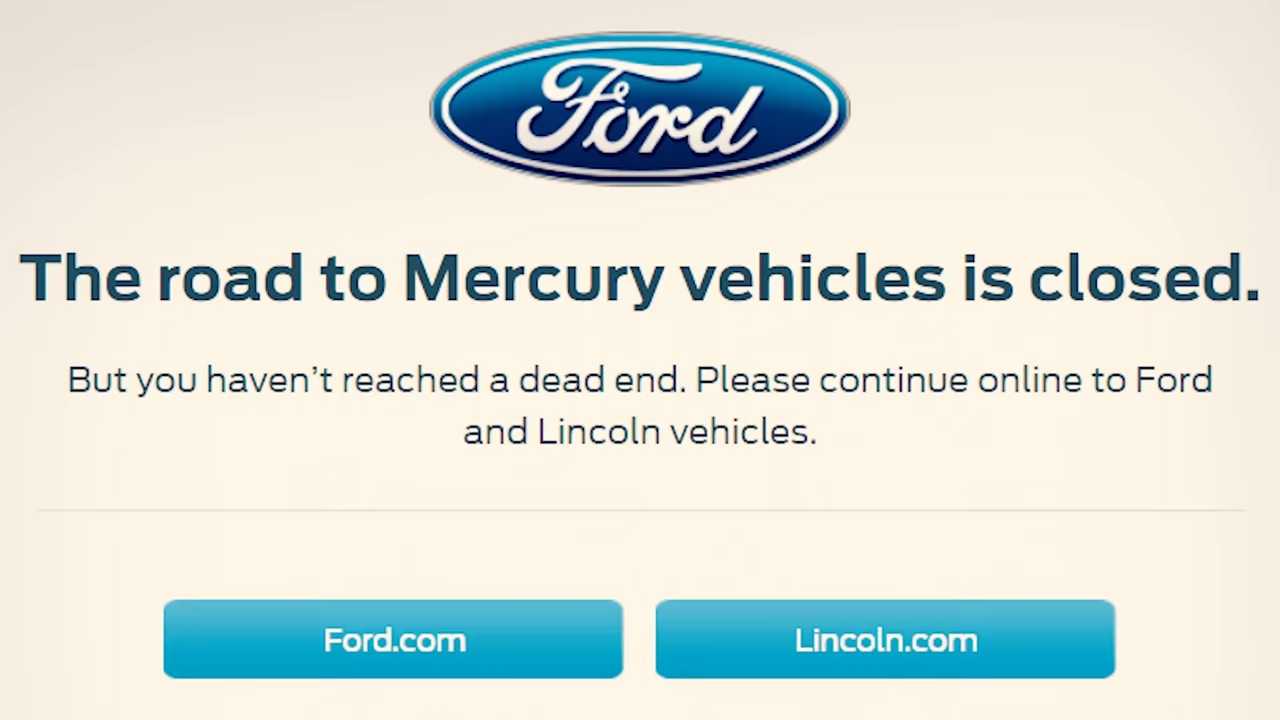 Ford
The road to Mercury vehicles is closed.
But you haven’t reached a dead end. Please continue online to Ford
and Lincoln vehicles.
Ford.com
Lincoln.com